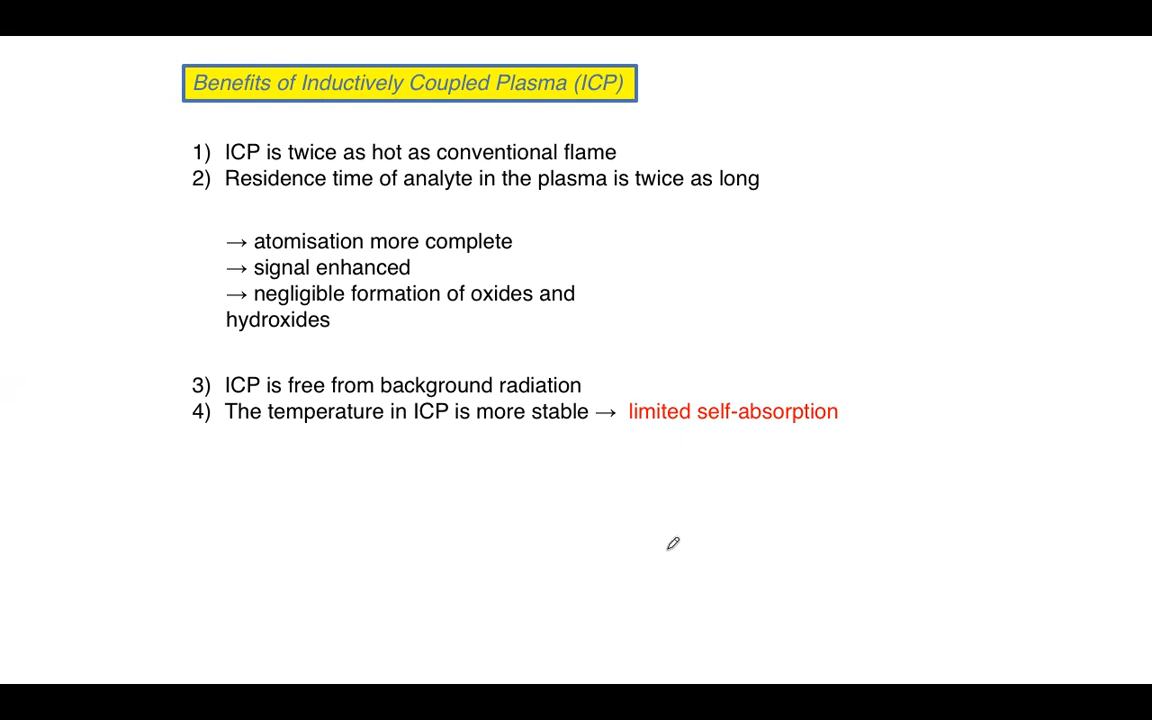 Benefits of Inductively Coupled Plasma (ICP)
1) ICP is twice as hot as conventional flame
2) Residence time of analyte in the plasma is twice as long
→ atomisation more complete
→ signal enhanced
→ negligible formation of oxides and
hydroxides
3) ICP is free from background radiation
4) The temperature in ICP is more stable → limited self-absorption